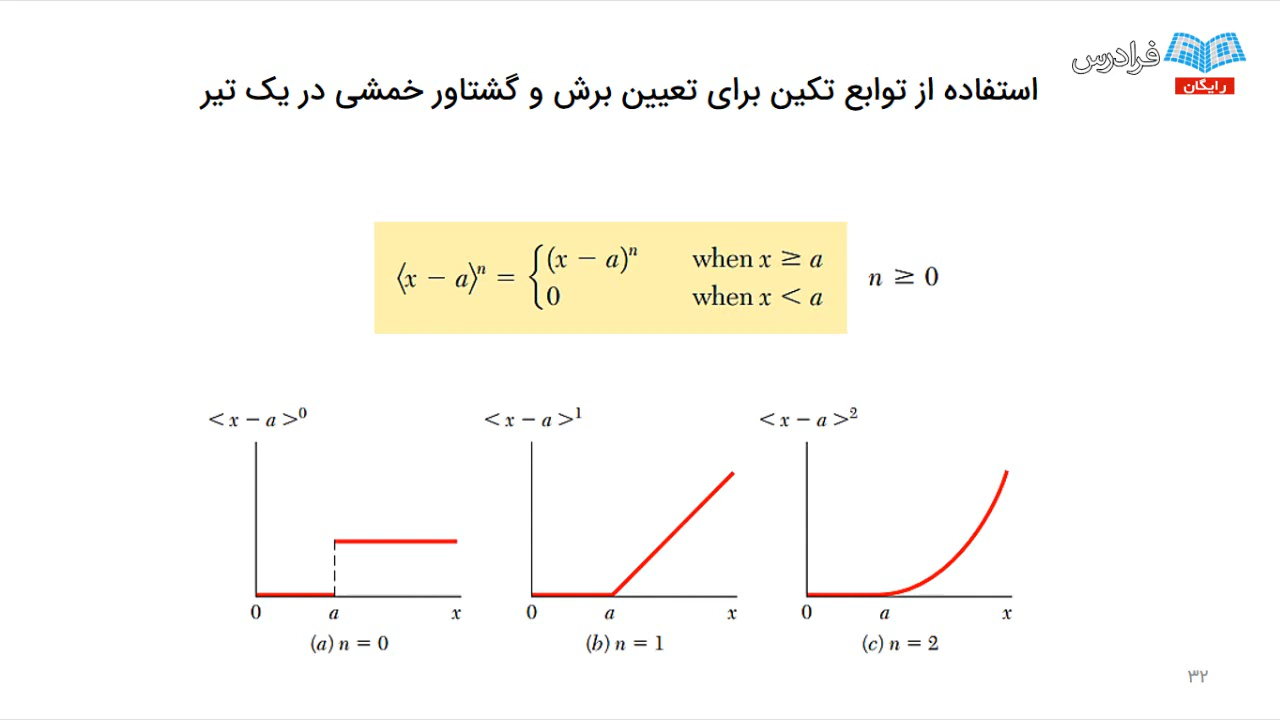 فرادرس
رایگان
استفاده از توابع تکین برای تعیین برش و گشتاور خمشی در یک تیر
⟨x − a⟩ⁿ = { (x − a)ⁿ when x ≥ a
0 when x < a
n ≥ 0
< x − a >⁰ < x − a >¹ < x − a >²
0 a x 0 a x 0 a x
(a) n = 0 (b) n = 1 (c) n = 2
۳۲